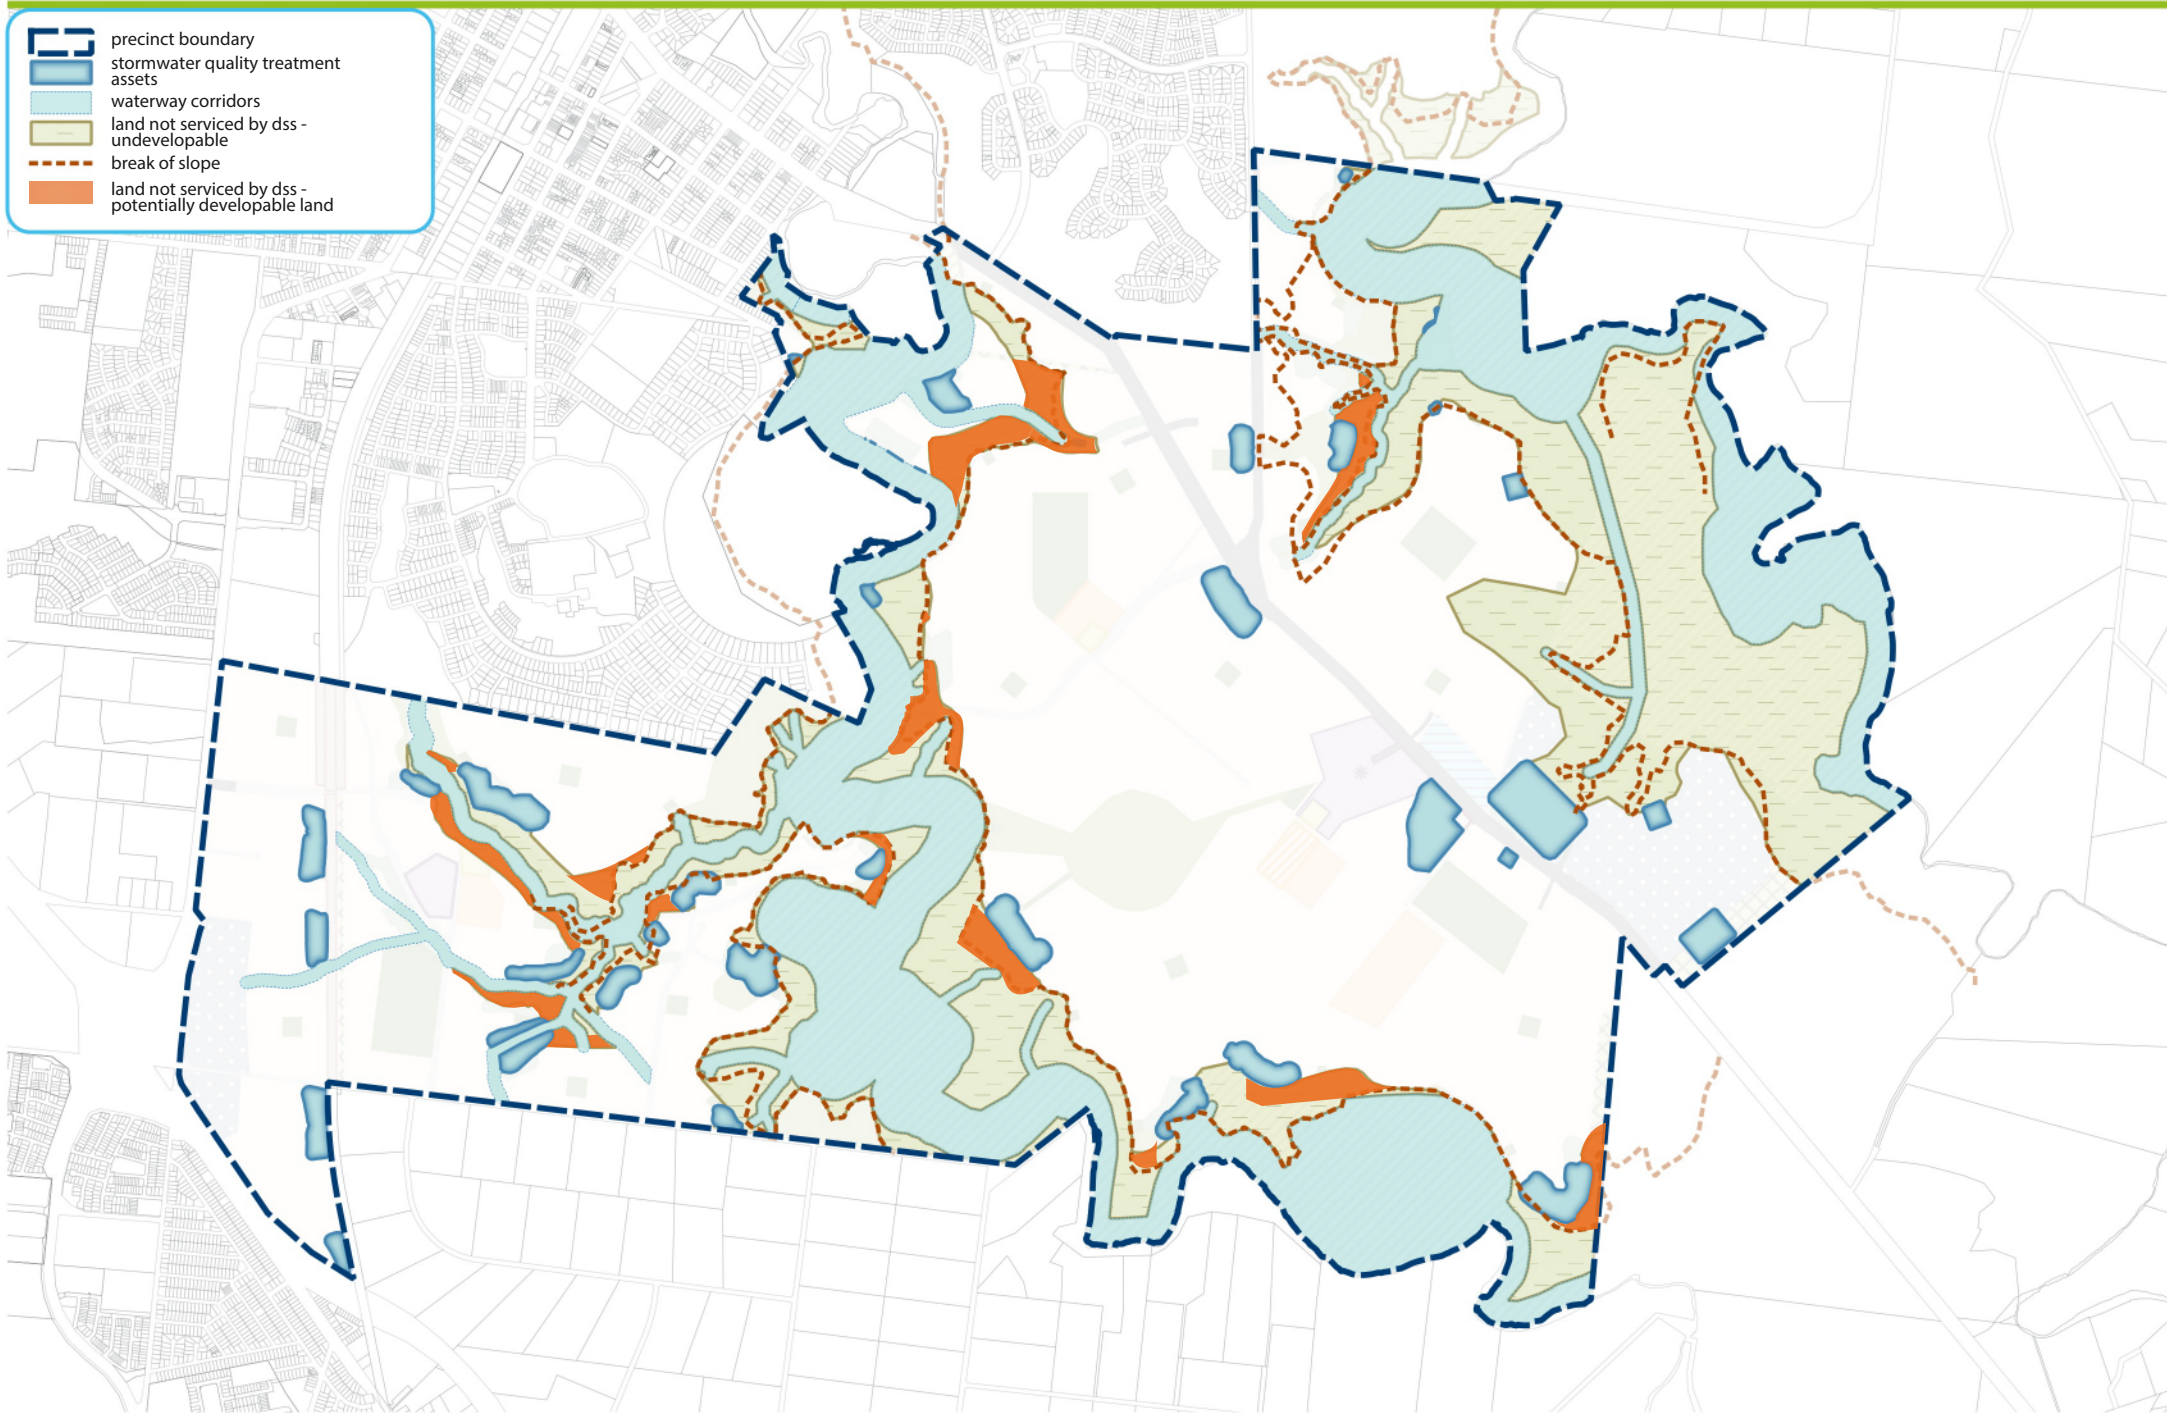 precinct boundary
stormwater quality treatment
assets
waterway corridors
land not serviced by dss -
undevelopable
break of slope
land not serviced by dss -
potentially developable land